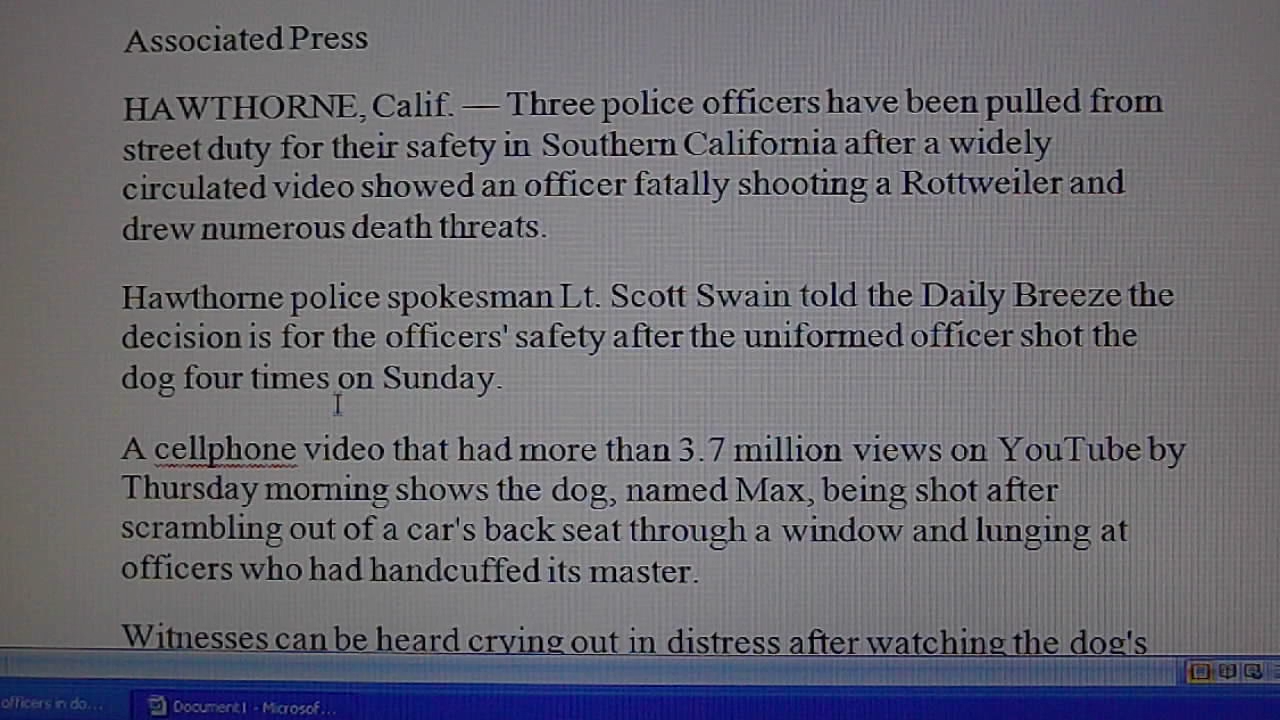 Associated Press
HAWTHORNE, Calif. — Three police officers have been pulled from
street duty for their safety in Southern California after a widely
circulated video showed an officer fatally shooting a Rottweiler and
drew numerous death threats.
Hawthorne police spokesman Lt. Scott Swain told the Daily Breeze the
decision is for the officers' safety after the uniformed officer shot the
dog four times on Sunday.
A cellphone video that had more than 3.7 million views on YouTube by
Thursday morning shows the dog, named Max, being shot after
scrambling out of a car's back seat through a window and lunging at
officers who had handcuffed its master.
Witnesses can be heard crying out in distress after watching the dog's
officers in do... Document1 - Microsof...